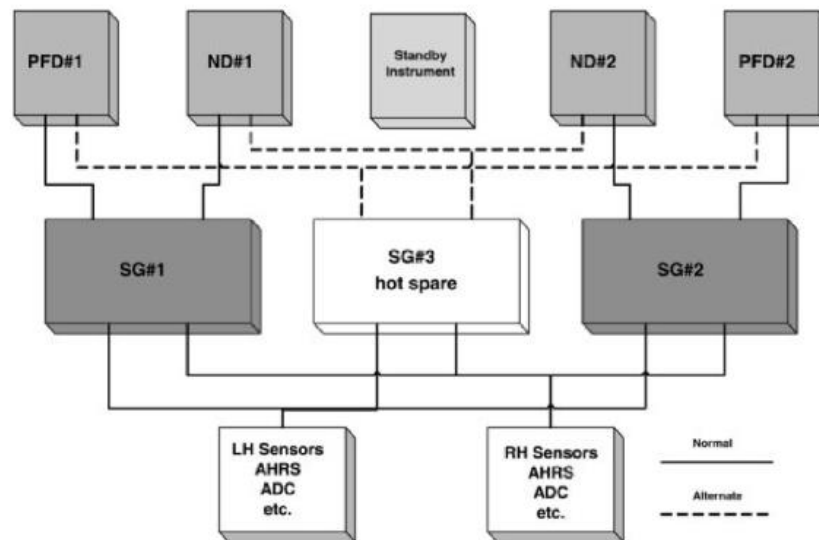 PFD#1
ND#1
Standby
Instrument
ND#2
PFD#2
SG#1
SG#3
hot spare
SG#2
LH Sensors
AHRS
ADC
etc.
RH Sensors
AHRS
ADC
etc.
Normal
Alternate